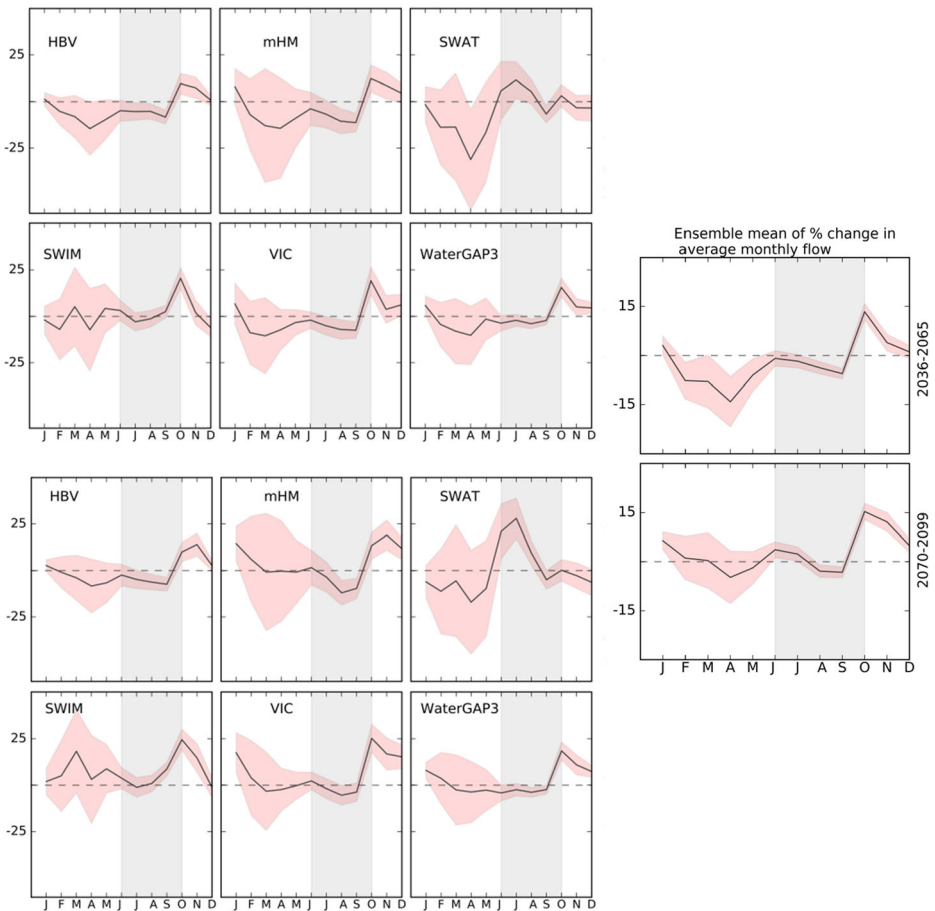 HBV
mHM
SWAT
25
-25
SWIM
VIC
WaterGAP3
25
-25
J F M A M J J A S O N D
J F M A M J J A S O N D
J F M A M J J A S O N D
Ensemble mean of % change in
average monthly flow
15
-15
2036-2065
15
-15
2070-2099
J F M A M J J A S O N D
HBV
mHM
SWAT
25
-25
SWIM
VIC
WaterGAP3
25
-25
J F M A M J J A S O N D
J F M A M J J A S O N D
J F M A M J J A S O N D